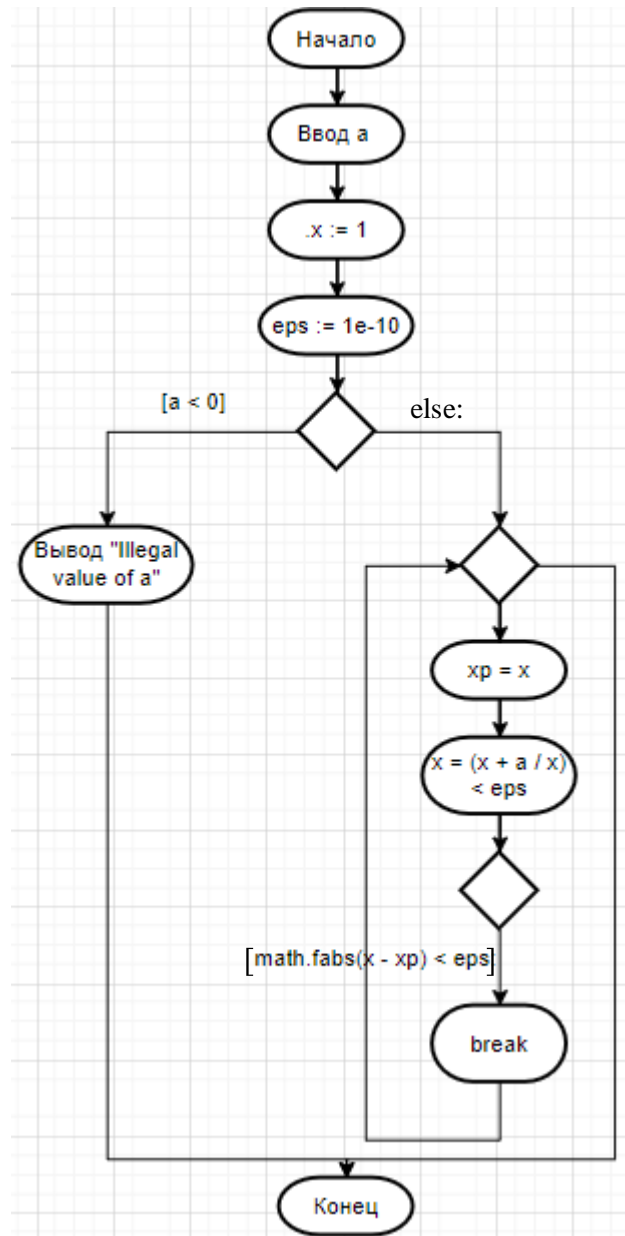 Начало
Ввод a
.x := 1
eps := 1e-10
[a < 0]
else:
Вывод "Illegal
value of a"
xp = x
x = (x + a / x)
< eps
[math.fabs(x - xp) < eps]
break
Конец